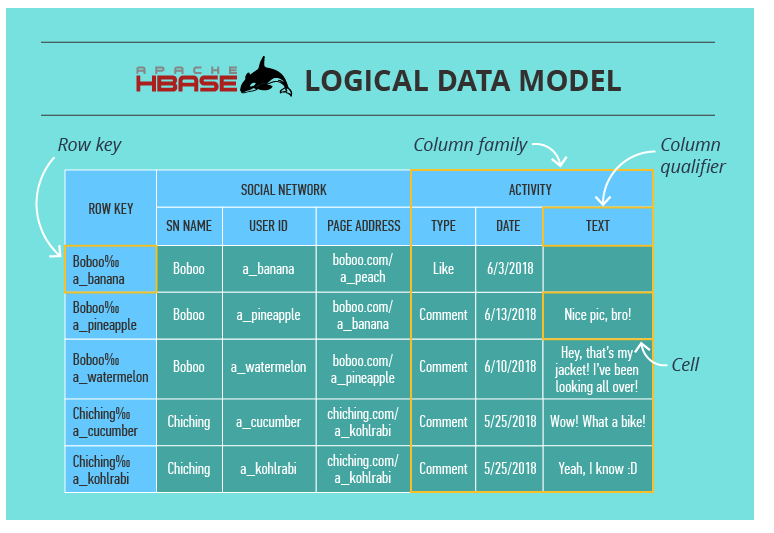 APACHE
HBASE LOGICAL DATA MODEL
Row key
Column family
Column
qualifier
ROW KEY
SOCIAL NETWORK
ACTIVITY
SN NAME
USER ID
PAGE ADDRESS
TYPE
DATE
TEXT
Boboo‰
a_banana
Boboo
a_banana
boboo.com/
a_peach
Like
6/3/2018
Boboo‰
a_pineapple
Boboo
a_pineapple
boboo.com/
a_banana
Comment
6/13/2018
Nice pic, bro!
Boboo‰
a_watermelon
Boboo
a_watermelon
boboo.com/
a_pineapple
Comment
6/10/2018
Hey, that's my
jacket! I've been
looking all over!
Cell
Chiching‰
a_cucumber
Chiching
a_cucumber
chiching.com/
a_kohlrabi
Comment
5/25/2018
Wow! What a bike!
Chiching‰
a_kohlrabi
Chiching
a_kohlrabi
chiching.com/
a_kohlrabi
Comment
5/25/2018
Yeah, I know :D